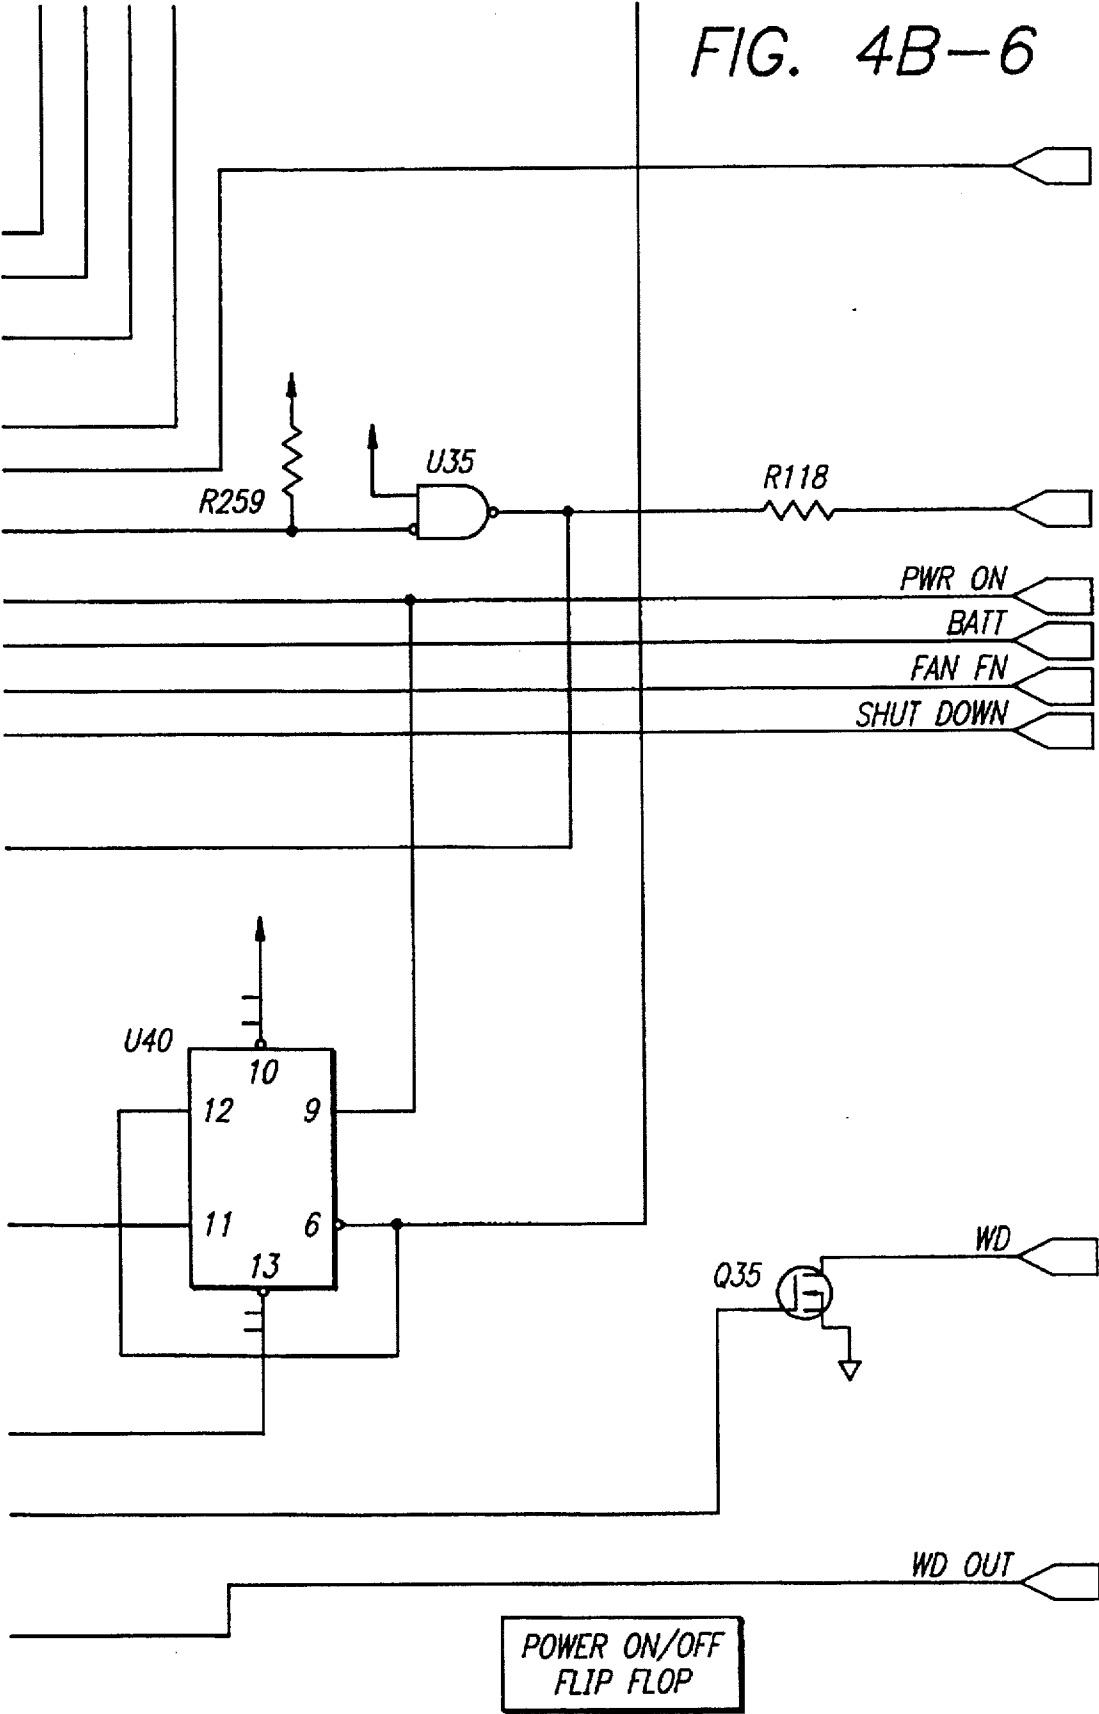 FIG. 4B-6
U35
R259
R118
PWR ON
BATT
FAN FN
SHUT DOWN
U40
10
12 9
11 6
13
WD
Q35
WD OUT
POWER ON/OFF
FLIP FLOP